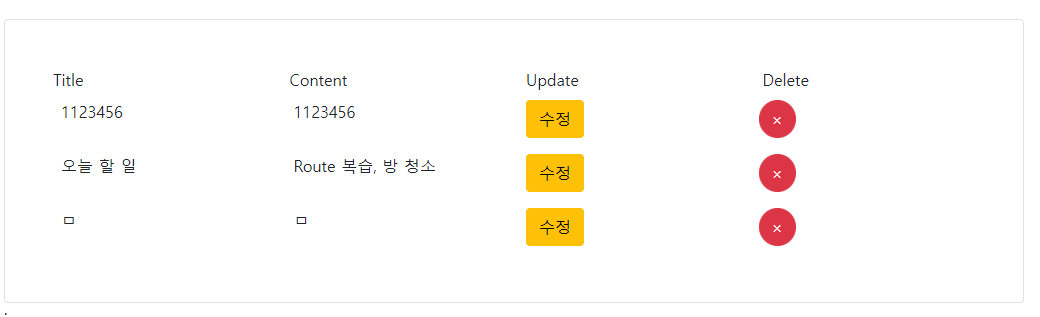 Title Content Update Delete
1123456 1123456 수정 ×
오늘 할 일 Route 복습, 방 청소 수정 ×
ㅁ ㅁ 수정 ×